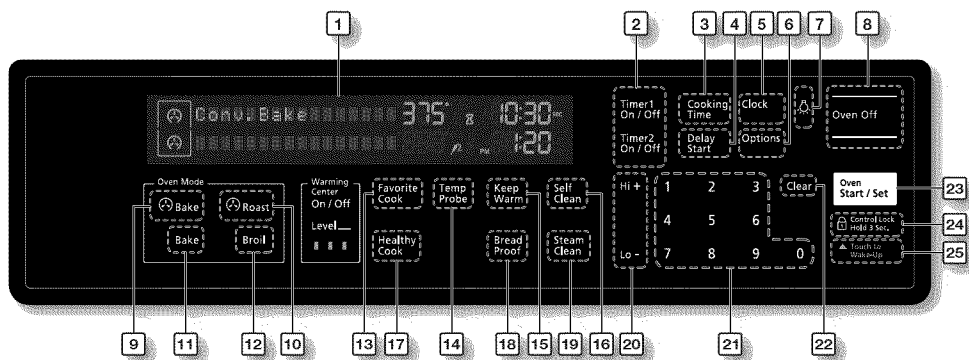 1
2
3
4
5
6
7
8
Conv. Bake 375° 10:30
PM 1:20
Timer1
On / Off
Timer2
On / Off
Cooking
Time
Delay
Start
Clock
Options
Oven Off
Oven Mode
Bake
Roast
Bake
Broil
Warming
Center
On / Off
Level
Favorite
Cook
Temp
Probe
Keep
Warm
Self
Clean
Healthy
Cook
Bread
Proof
Steam
Clean
Hi +
Lo -
1 2 3
4 5 6
7 8 9 0
Clear
Oven
Start / Set
Control Lock
Hold 3 Sec.
Touch to
Wake-Up
23
24
25
9
11
12
10
13
17
14
18
15
19
16
20
21
22